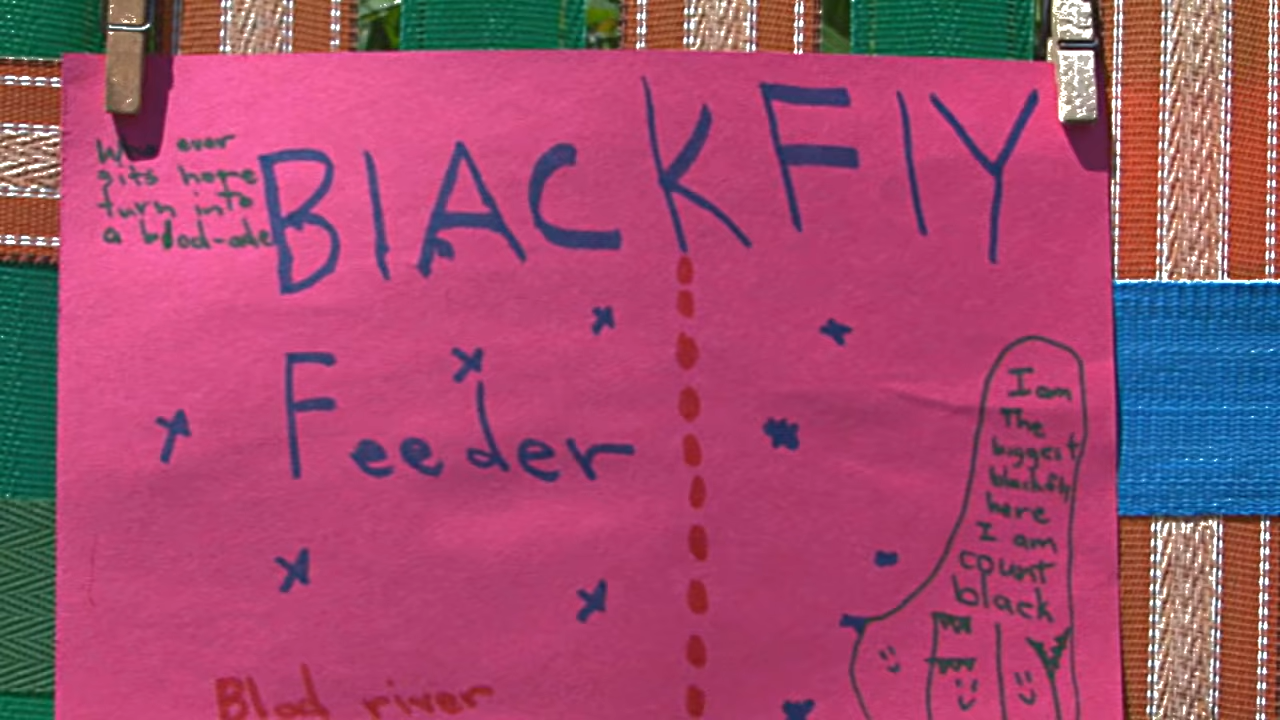 Who ever
gits here
turn into
a blod-ade
BlACKFlY
Feeder
I am
The
biggest
blackfly
here
I am
count
black
Blod river